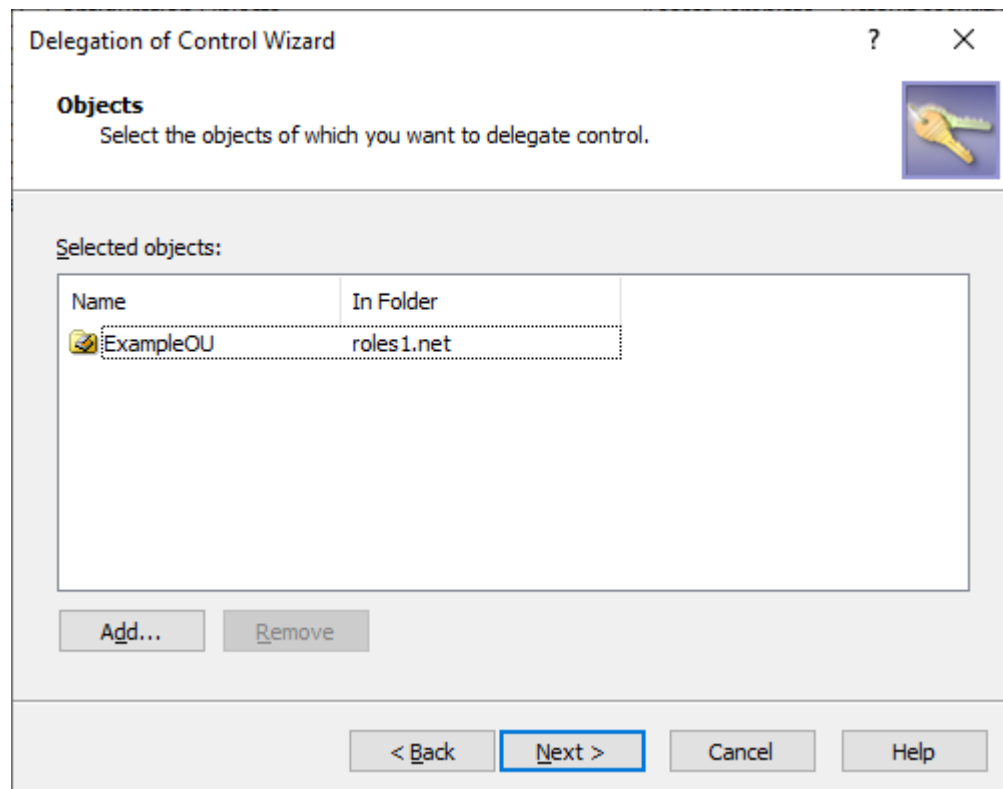 Delegation of Control Wizard
?
Objects
Select the objects of which you want to delegate control.
Selected objects:
Name In Folder
ExampleOU roles1.net
Add... Remove
< Back Next > Cancel Help